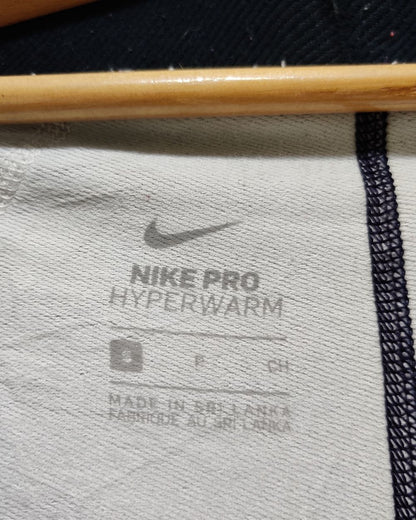 NIKE PRO
HYPERWARM
S P CH
MADE IN SRI LANKA
FABRIQUÉ AU SRI LANKA